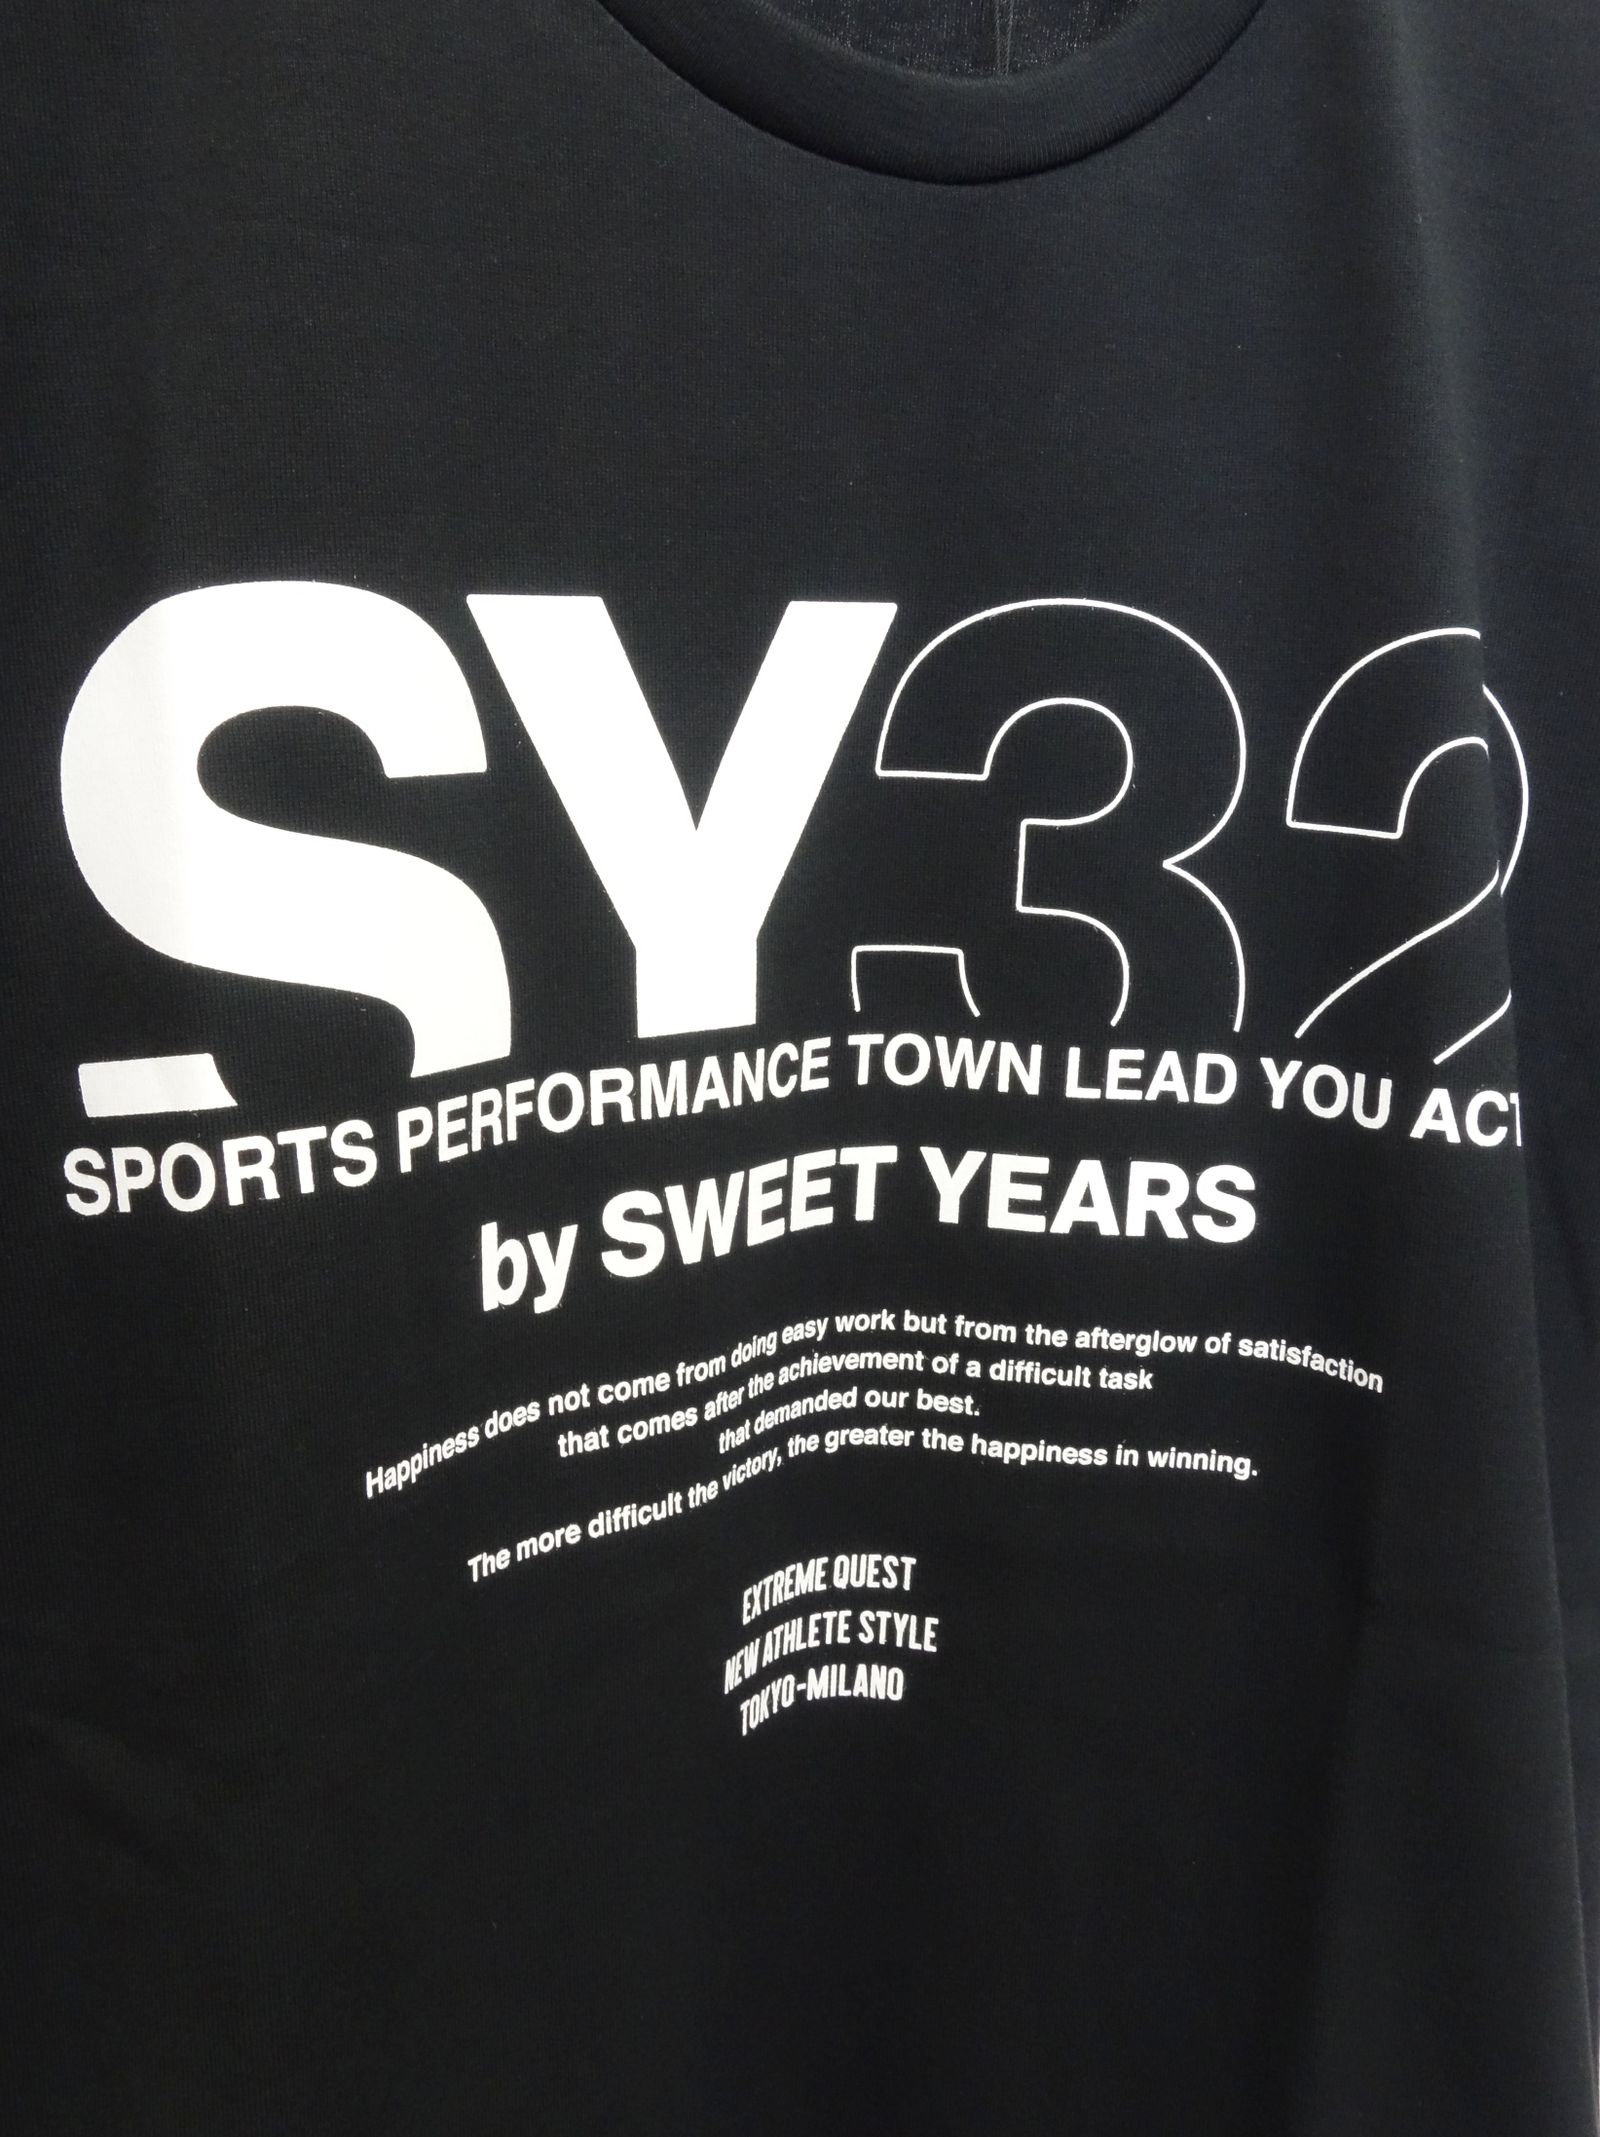 SY32
SPORTS PERFORMANCE TOWN LEAD YOU ACT
by SWEET YEARS
Happiness does not come from doing easy work but from the afterglow of satisfaction
that comes after the achievement of a difficult task
that demanded our best.
The more difficult the victory, the greater the happiness in winning.
EXTREME QUEST
NEW ATHLETE STYLE
TOKYO-MILANO